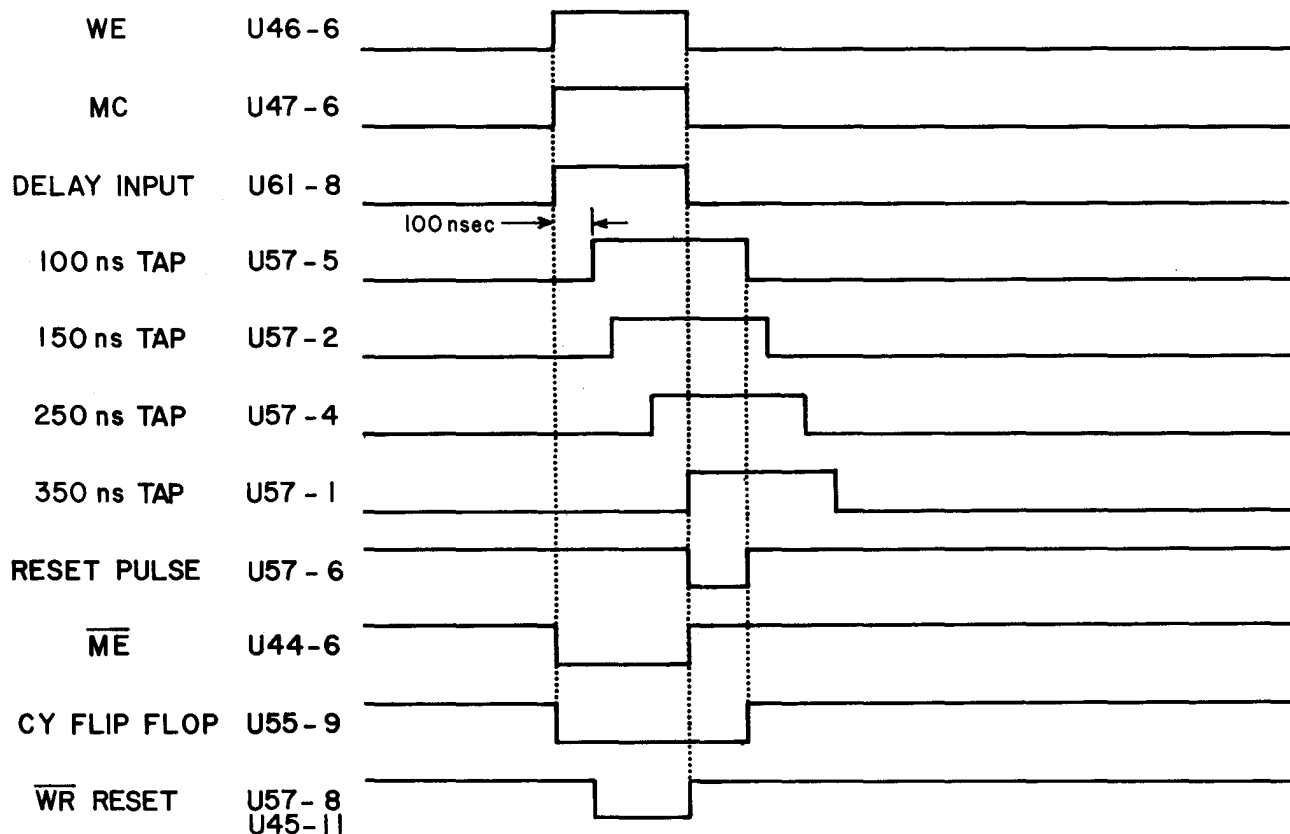 WE U46-6
MC U47-6
DELAY INPUT U61-8
100 nsec
100 ns TAP U57-5
150 ns TAP U57-2
250 ns TAP U57-4
350 ns TAP U57-1
RESET PULSE U57-6
M̅E̅ U44-6
CY FLIP FLOP U55-9
W̅R̅ RESET U57-8
U45-11